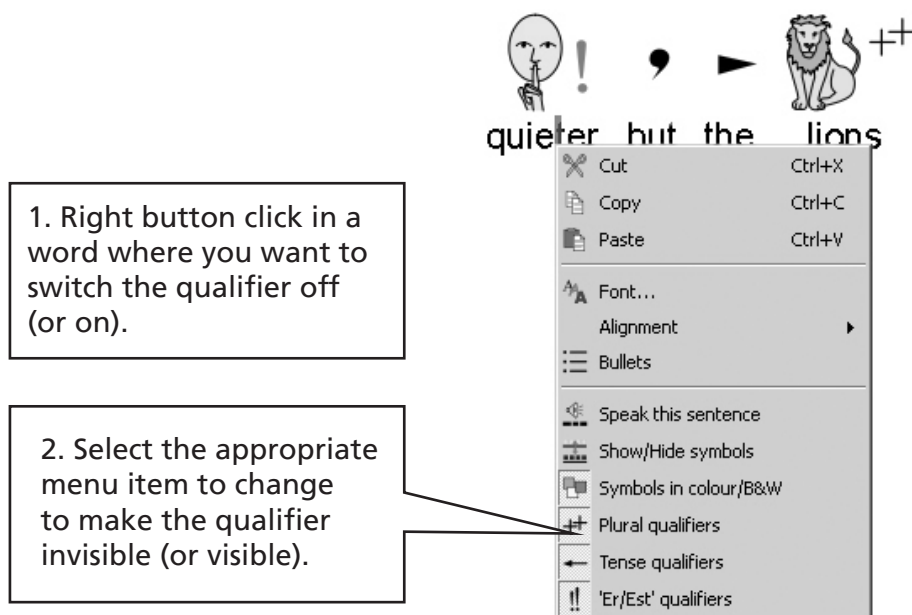 quieter but the lions
1. Right button click in a
word where you want to
switch the qualifier off
(or on).
2. Select the appropriate
menu item to change
to make the qualifier
invisible (or visible).
Cut Ctrl+X
Copy Ctrl+C
Paste Ctrl+V
Font...
Alignment
Bullets
Speak this sentence
Show/Hide symbols
Symbols in colour/B&W
Plural qualifiers
Tense qualifiers
'Er/Est' qualifiers